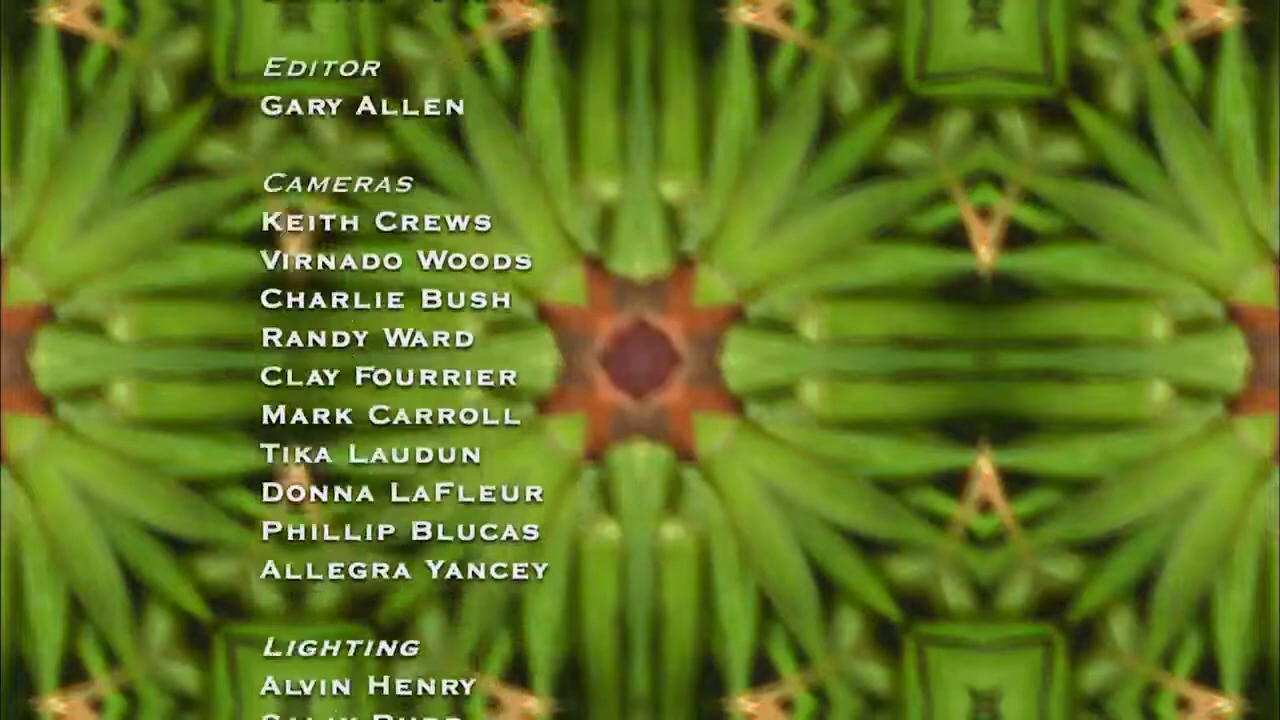 EDITOR
GARY ALLEN
CAMERAS
KEITH CREWS
VIRNADO WOODS
CHARLIE BUSH
RANDY WARD
CLAY FOURRIER
MARK CARROLL
TIKA LAUDUN
DONNA LAFLEUR
PHILLIP BLUCAS
ALLEGRA YANCEY
LIGHTING
ALVIN HENRY